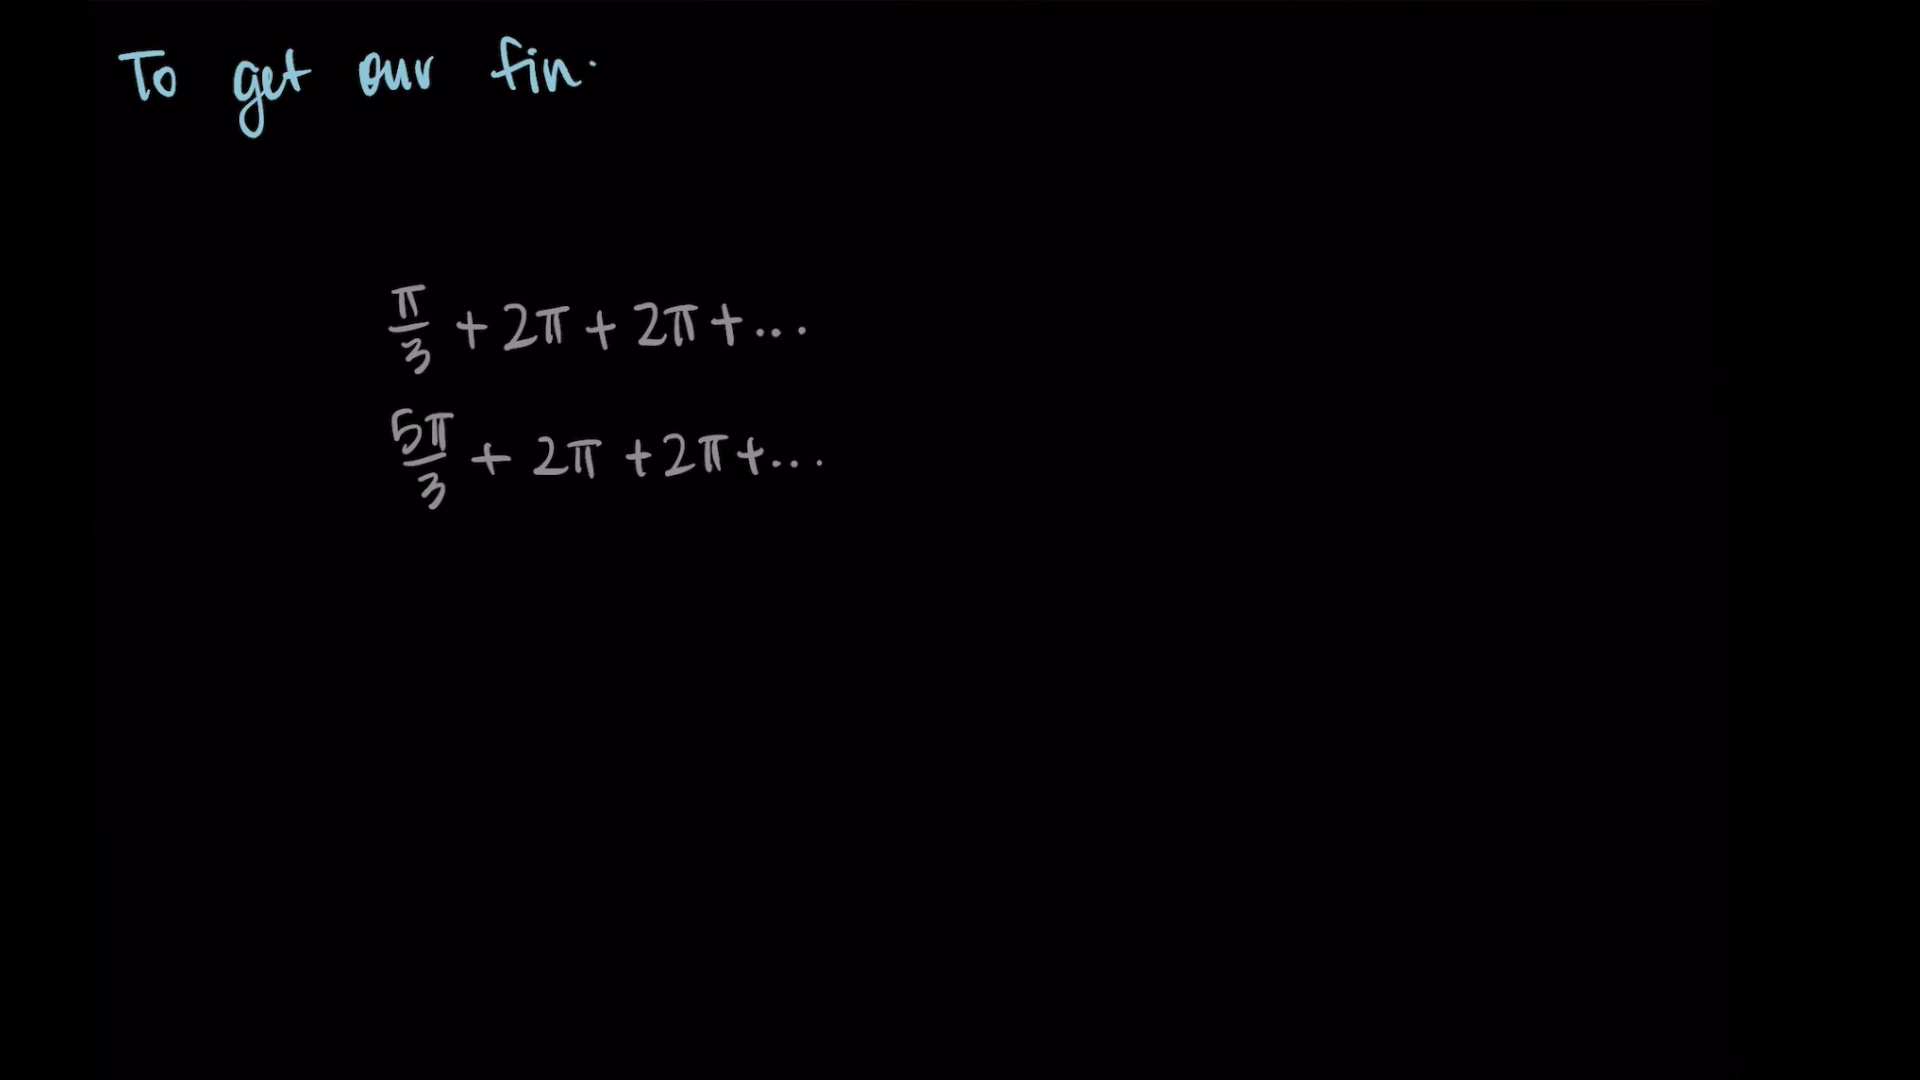 To get our fin
π/3 + 2π + 2π + ...
5π/3 + 2π + 2π + ...